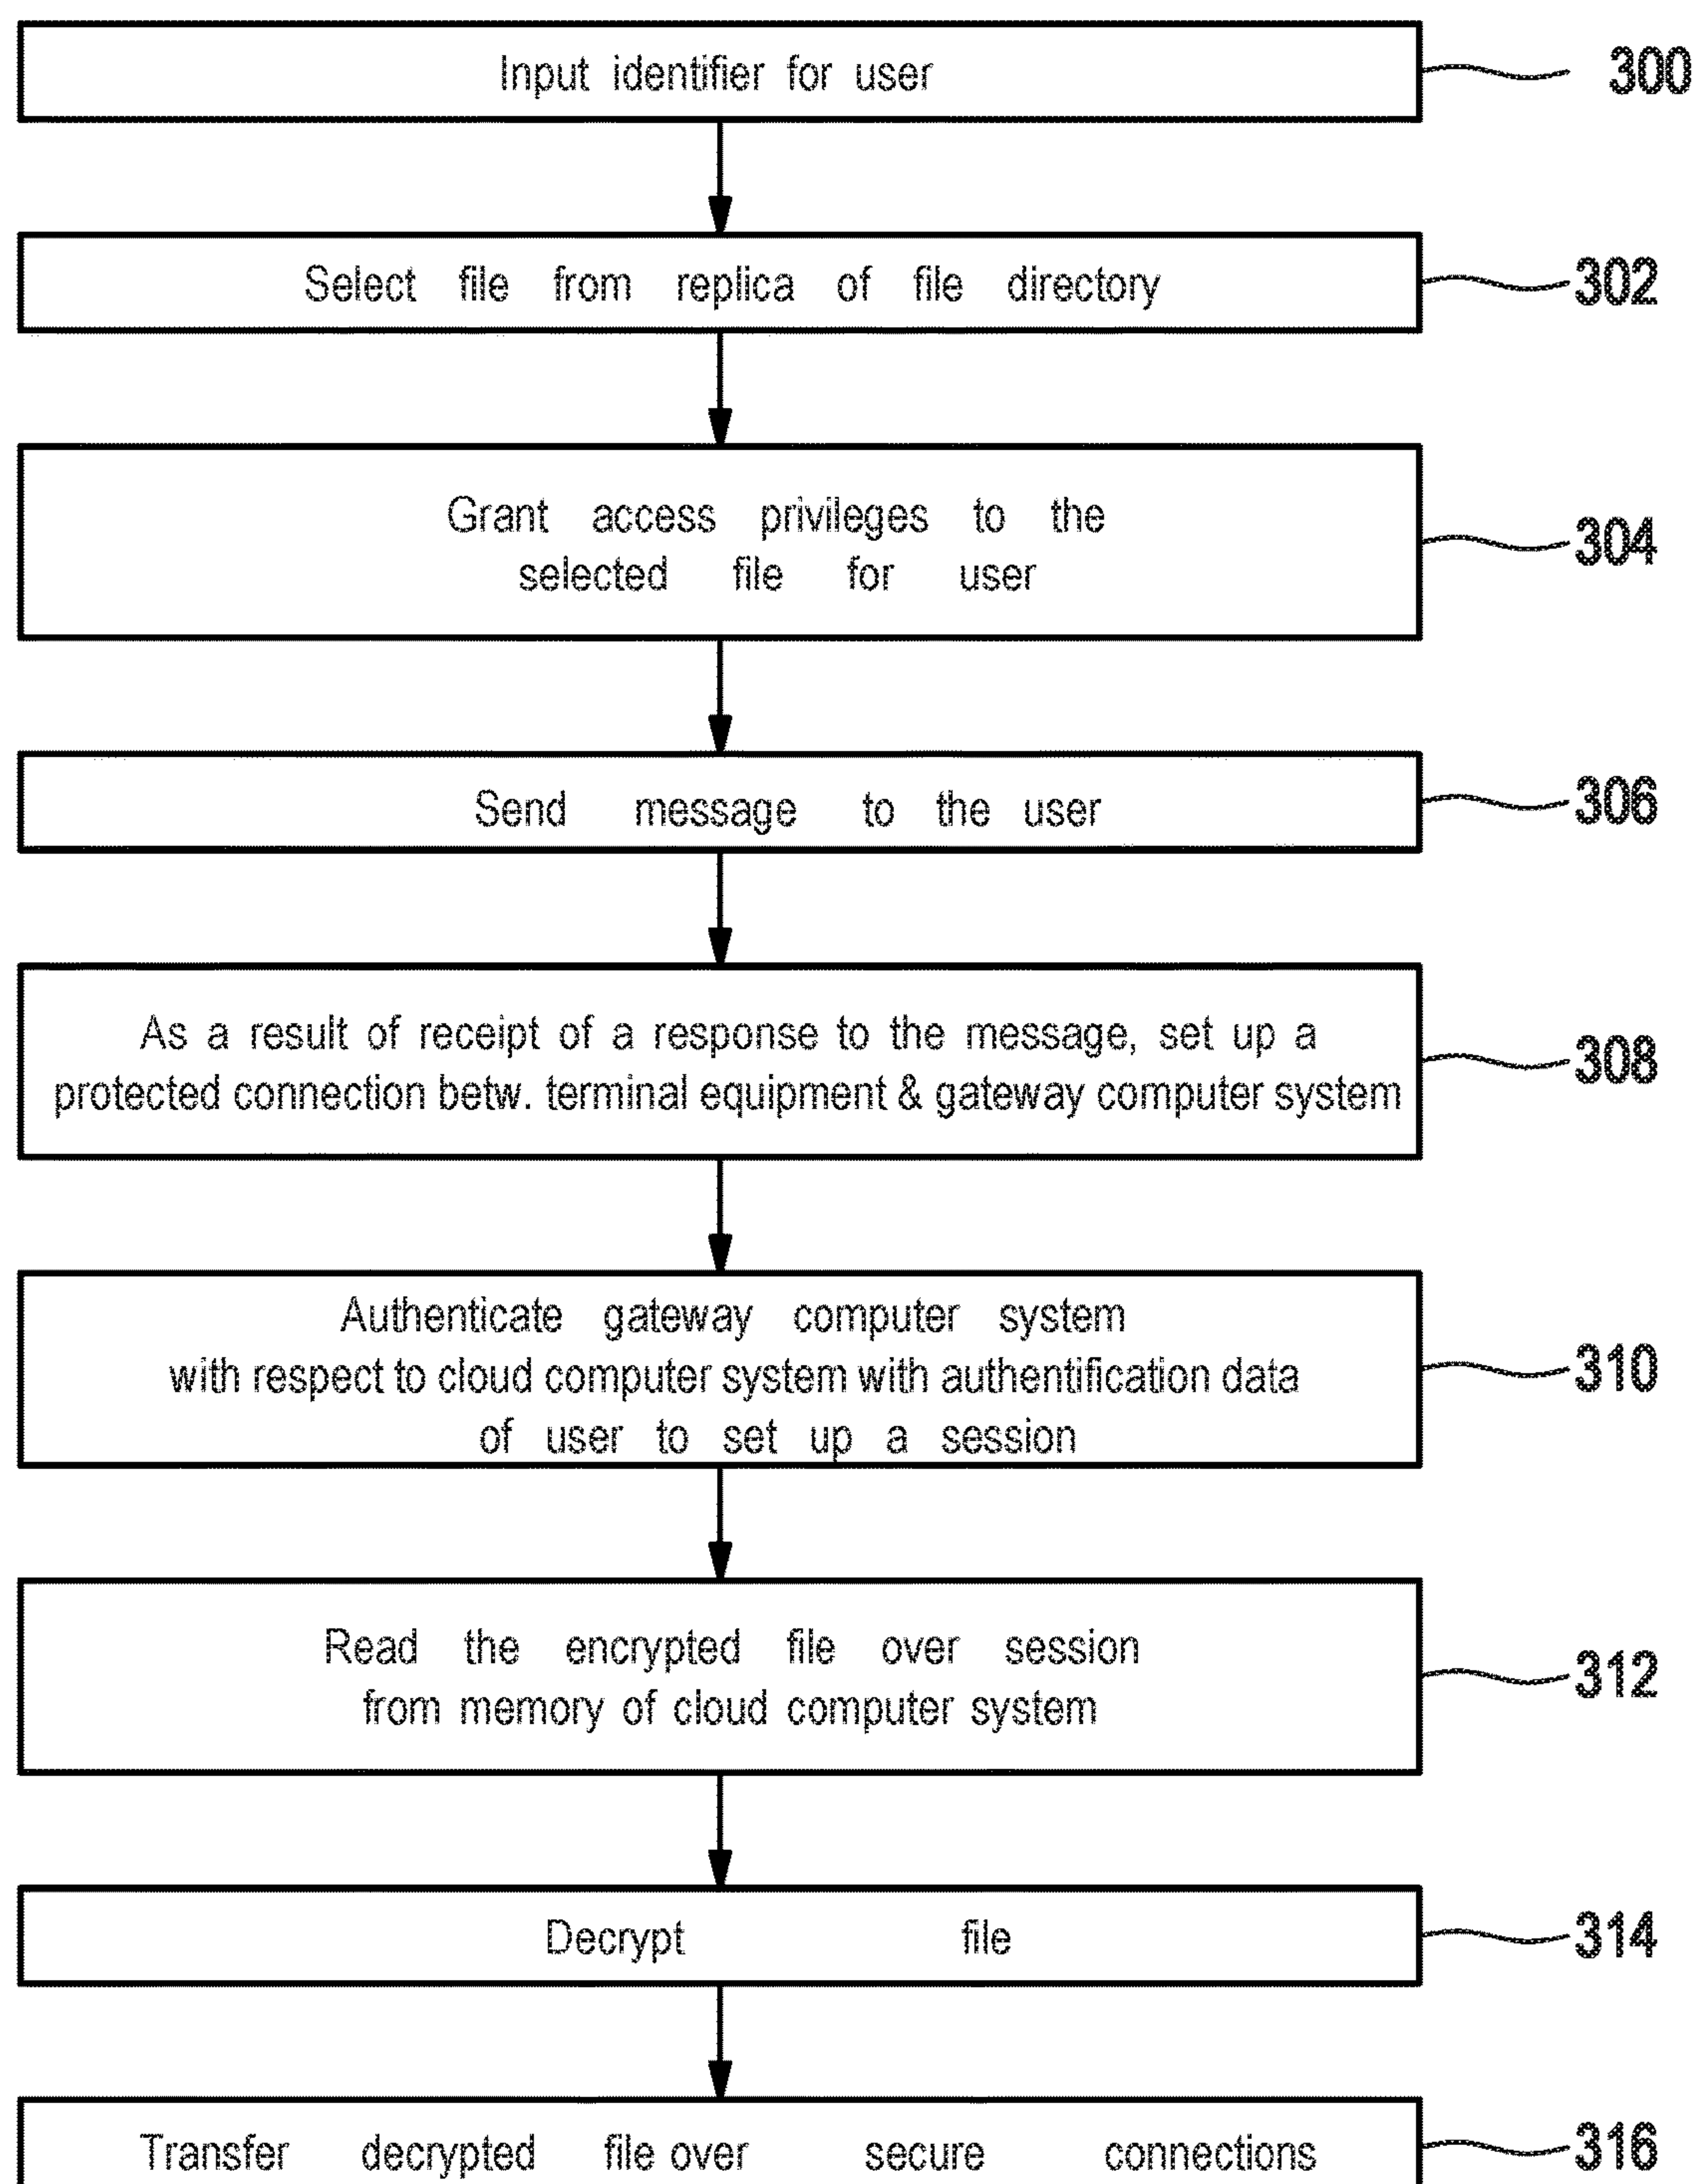 Input identifier for user 300
Select file from replica of file directory 302
Grant access privileges to the
selected file for user
304
Send message to the user 306
As a result of receipt of a response to the message, set up a
protected connection betw. terminal equipment & gateway computer system
308
Authenticate gateway computer system
with respect to cloud computer system with authentification data
of user to set up a session
310
Read the encrypted file over session
from memory of cloud computer system
312
Decrypt file 314
Transfer decrypted file over secure connections 316